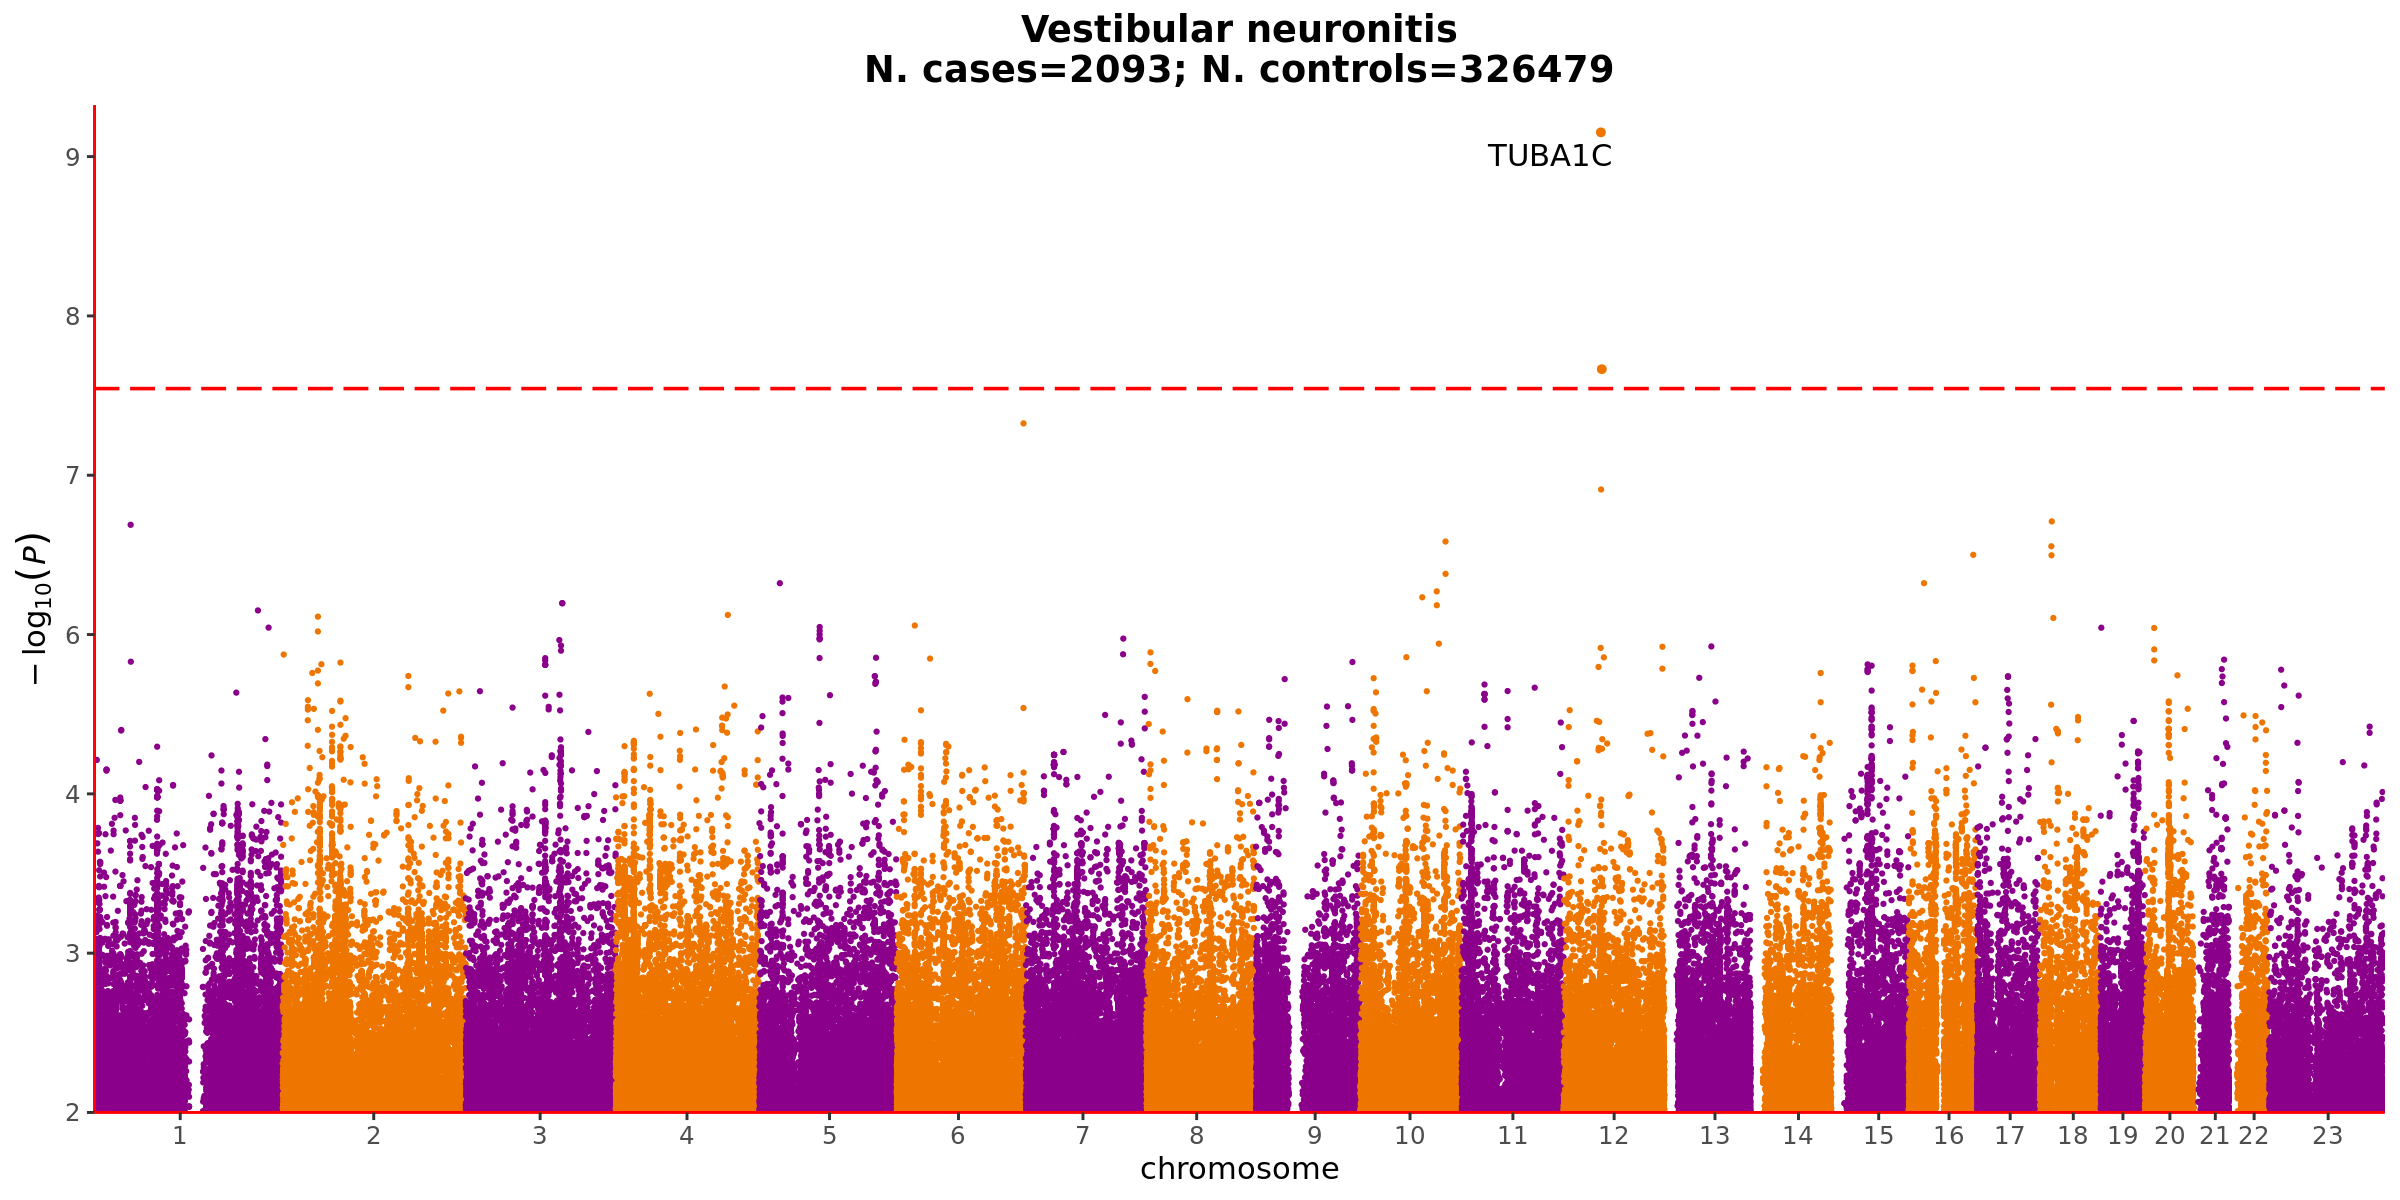 Vestibular neuronitis
N. cases=2093; N. controls=326479
TUBA1C
9
8
7
6
5
4
3
2
−log10(P)
1 2 3 4 5 6 7 8 9 10 11 12 13 14 15 16 17 18 19 20 21 22 23
chromosome